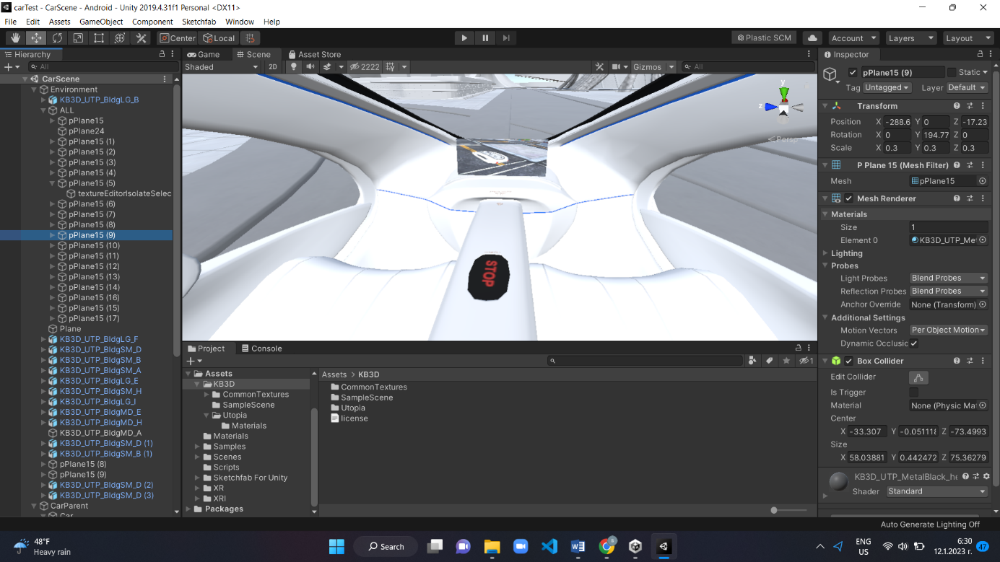 carTest - CarScene - Android - Unity 2019.4.31f1 Personal <DX11>
File Edit Assets GameObject Component Sketchfab Window Help
Center Local Plastic SCM Account Layers Layout
Hierarchy
All
CarScene
Environment
KB3D_UTP_BldgLG_B
ALL
pPlane15
pPlane24
pPlane15 (1)
pPlane15 (2)
pPlane15 (3)
pPlane15 (4)
pPlane15 (5)
textureEditorIsolateSelec
pPlane15 (6)
pPlane15 (7)
pPlane15 (8)
pPlane15 (9)
pPlane15 (10)
pPlane15 (11)
pPlane15 (12)
pPlane15 (13)
pPlane15 (14)
pPlane15 (16)
pPlane15 (15)
pPlane15 (17)
Plane
KB3D_UTP_BldgLG_F
KB3D_UTP_BldgSM_D
KB3D_UTP_BldgSM_B
KB3D_UTP_BldgSM_A
KB3D_UTP_BldgLG_E
KB3D_UTP_BldgSM_H
KB3D_UTP_BldgLG_I
KB3D_UTP_BldgMD_E
KB3D_UTP_BldgMD_H
KB3D_UTP_BldgMD_A
KB3D_UTP_BldgSM_D (1)
KB3D_UTP_BldgSM_B (1)
pPlane15 (8)
pPlane15 (9)
KB3D_UTP_BldgSM_D (2)
KB3D_UTP_BldgSM_D (3)
CarParent
Car
Game Scene Asset Store
Shaded 2D 2222 Gizmos All
y
z
Persp
STOP
Project Console
1
Assets
KB3D
CommonTextures
SampleScene
Utopia
Materials
Materials
Samples
Scenes
Scripts
Sketchfab For Unity
XR
XRI
Packages
Assets > KB3D
CommonTextures
SampleScene
Utopia
license
Inspector
pPlane15 (9) Static
Tag Untagged Layer Default
Transform
Position X -288.6 Y 0 Z -17.23
Rotation X 0 Y 194.77 Z 0
Scale X 0.3 Y 0.3 Z 0.3
P Plane 15 (Mesh Filter)
Mesh pPlane15
Mesh Renderer
Materials
Size 1
Element 0 KB3D_UTP_Me
Lighting
Probes
Light Probes Blend Probes
Reflection Probes Blend Probes
Anchor Override None (Transform)
Additional Settings
Motion Vectors Per Object Motion
Dynamic Occlusic
Box Collider
Edit Collider
Is Trigger
Material None (Physic Ma
Center
X -33.307 Y -0.051118 Z -73.4993
Size
X 58.03881 Y 0.442472 Z 75.36279
KB3D_UTP_MetalBlack_he
Shader Standard
Auto Generate Lighting Off
48°F
Heavy rain
Search
ENG
US
6:30
12.1.2023 г.
47